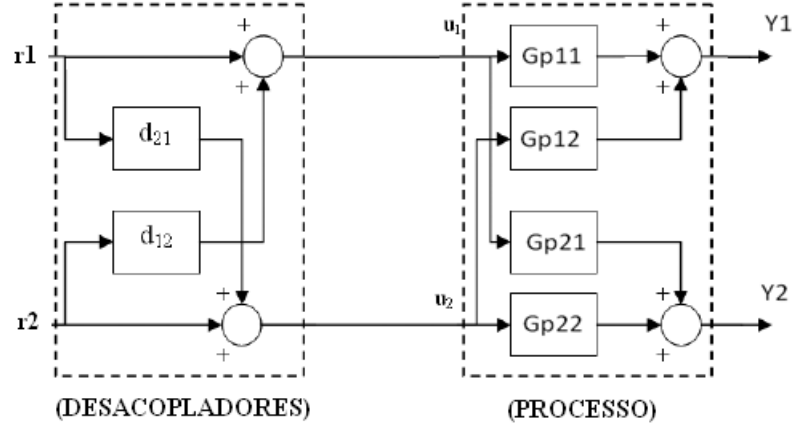 +
u₁
Y1
r1
Gp11
+
+
+
d₂₁
Gp12
d₁₂
Gp21
+
u₂
+
Y2
r2
Gp22
+
+
(DESACOPLADORES)
(PROCESSO)